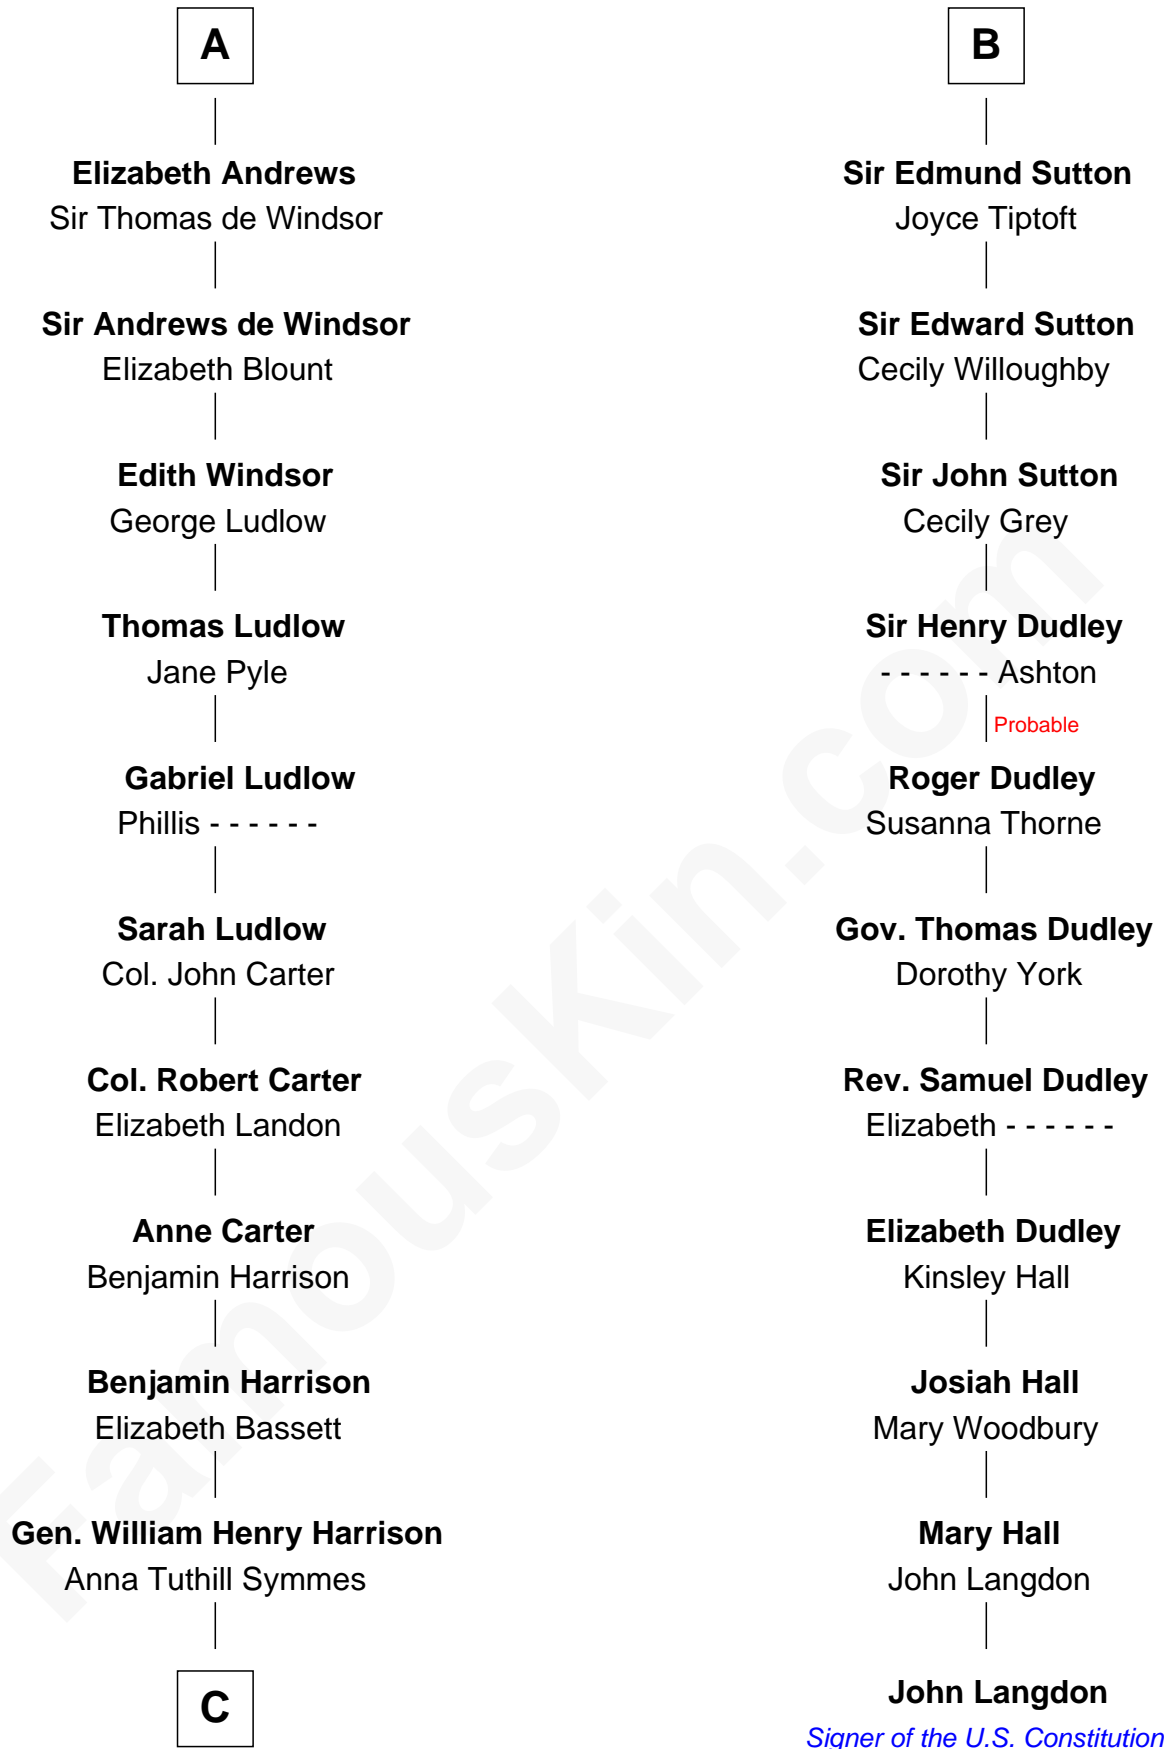 A
Elizabeth Andrews
Sir Thomas de Windsor
Sir Andrews de Windsor
Elizabeth Blount
Edith Windsor
George Ludlow
Thomas Ludlow
Jane Pyle
Gabriel Ludlow
Phillis - - - - - -
Sarah Ludlow
Col. John Carter
Col. Robert Carter
Elizabeth Landon
Anne Carter
Benjamin Harrison
Benjamin Harrison
Elizabeth Bassett
Gen. William Henry Harrison
Anna Tuthill Symmes
C
B
Sir Edmund Sutton
Joyce Tiptoft
Sir Edward Sutton
Cecily Willoughby
Sir John Sutton
Cecily Grey
Sir Henry Dudley
- - - - - - Ashton
Probable
Roger Dudley
Susanna Thorne
Gov. Thomas Dudley
Dorothy York
Rev. Samuel Dudley
Elizabeth - - - - - -
Elizabeth Dudley
Kinsley Hall
Josiah Hall
Mary Woodbury
Mary Hall
John Langdon
John Langdon
Signer of the U.S. Constitution
FamousKin.com